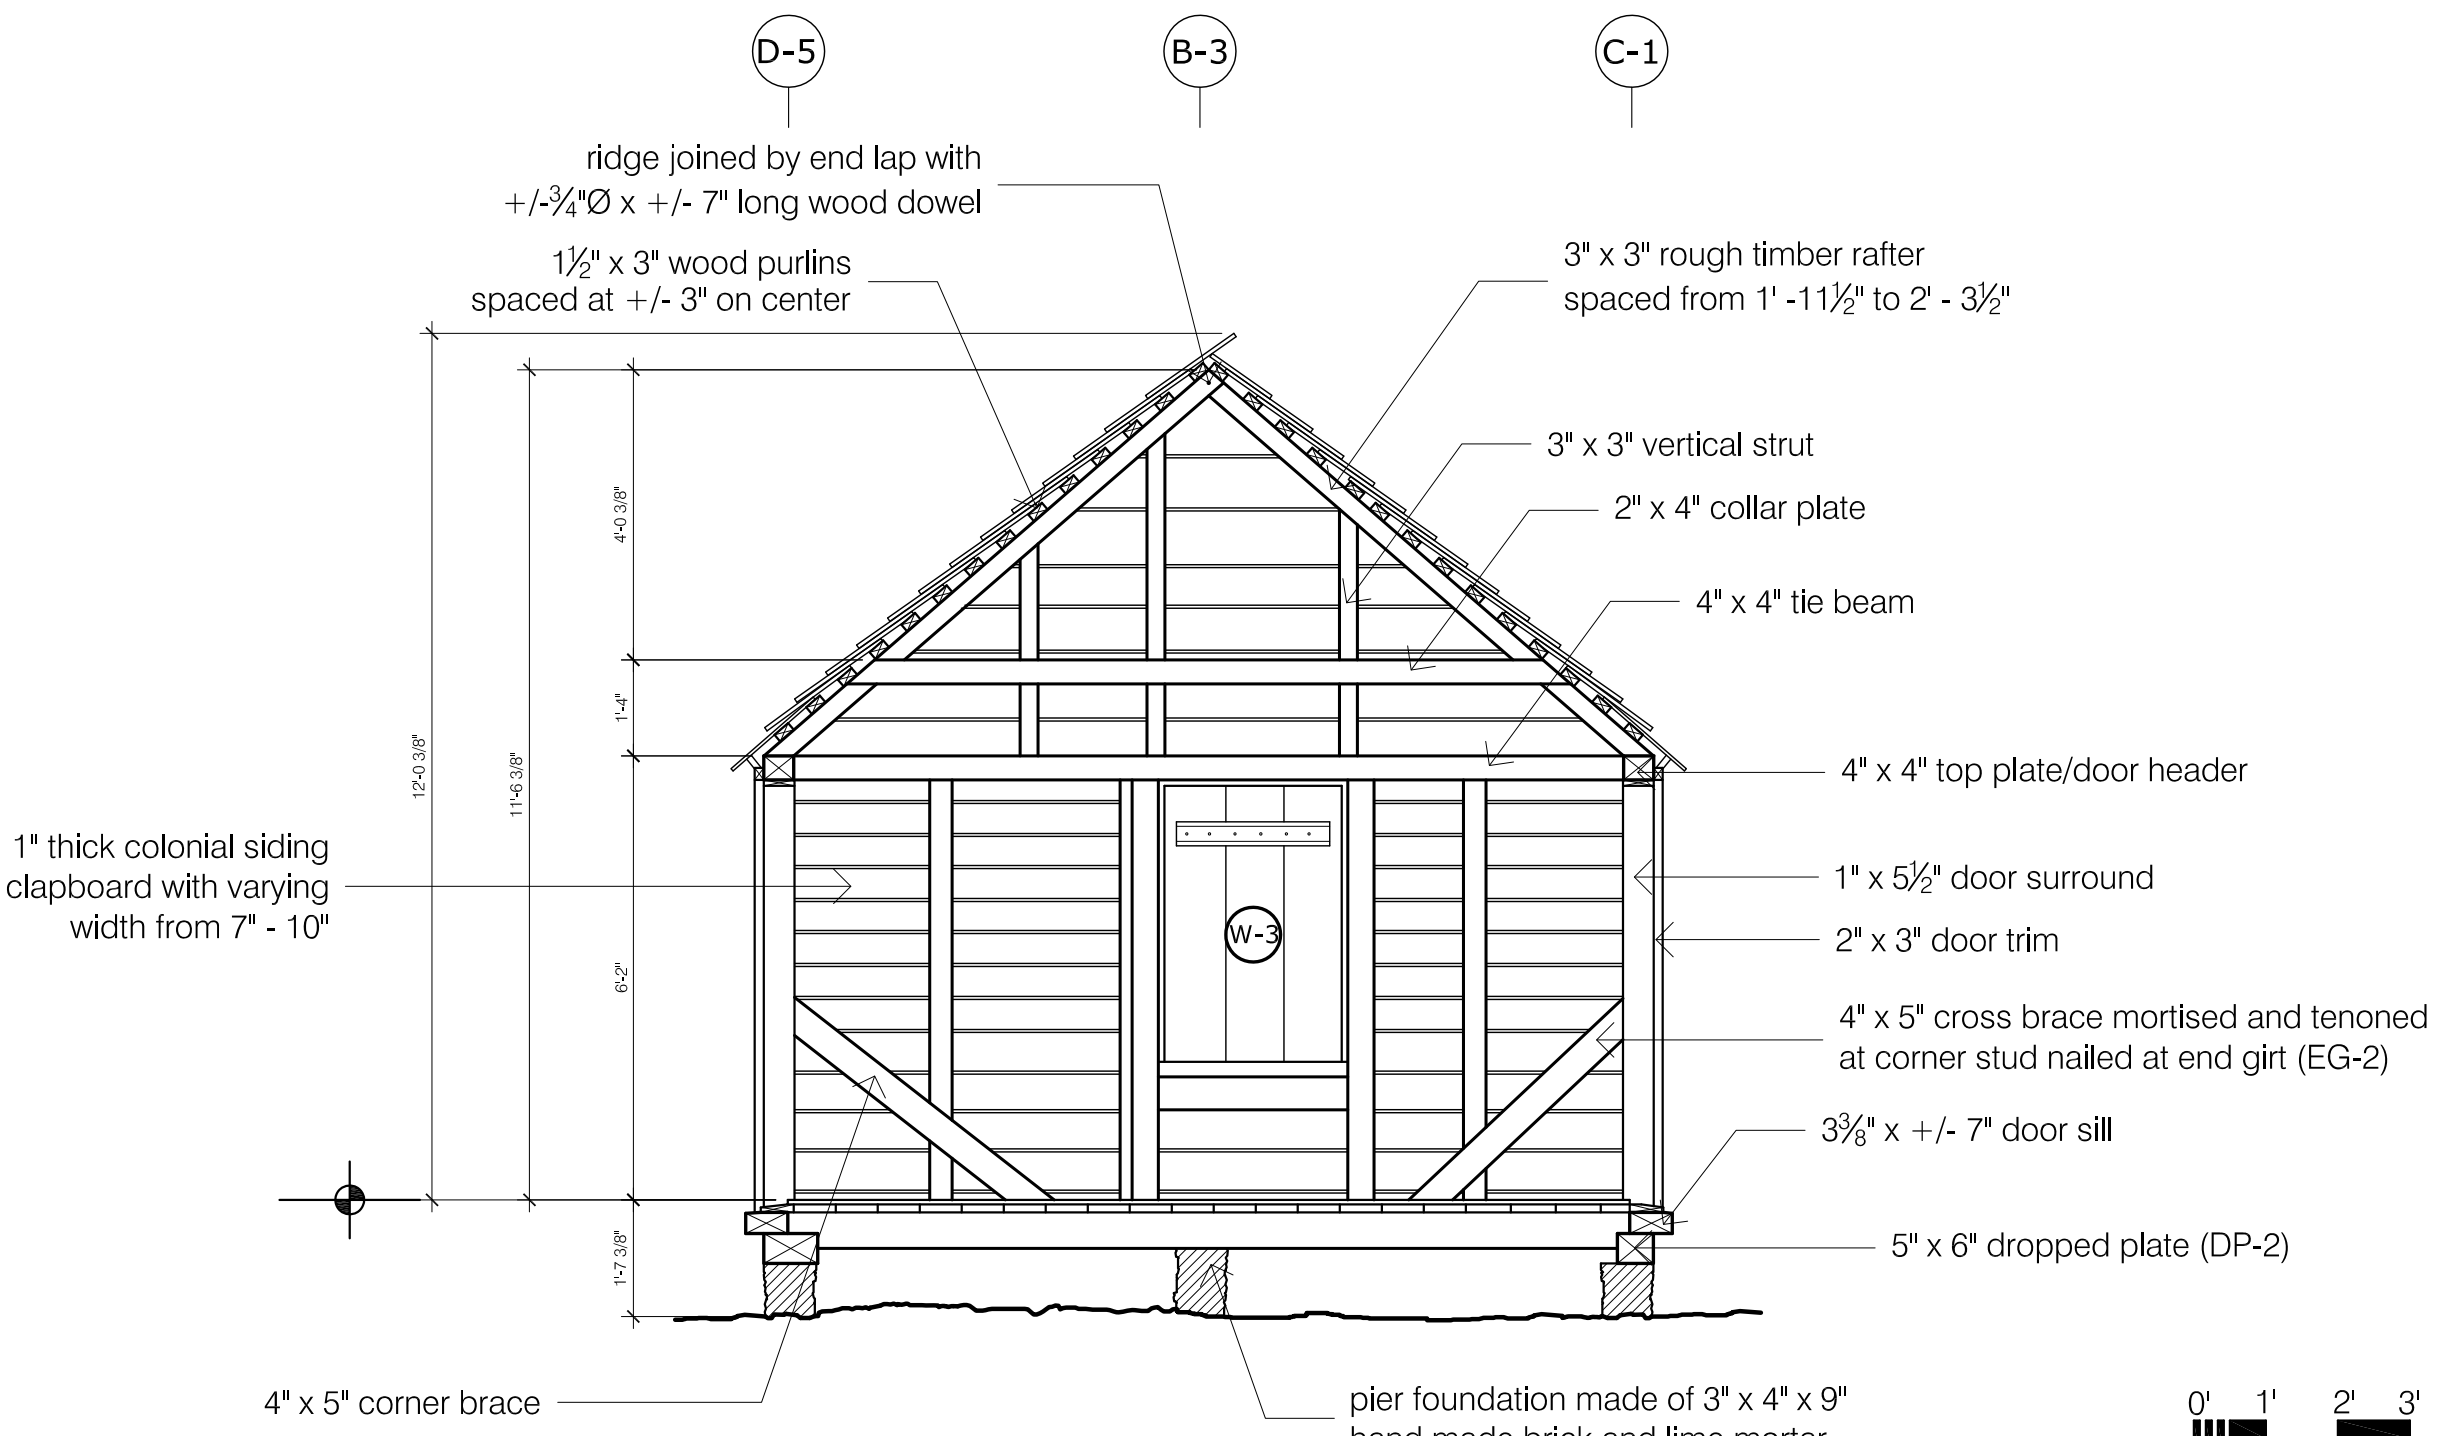 D-5
B-3
C-1
ridge joined by end lap with
+/-¾"Ø x +/- 7" long wood dowel
1½" x 3" wood purlins
spaced at +/- 3" on center
3" x 3" rough timber rafter
spaced from 1' -11½" to 2' - 3½"
3" x 3" vertical strut
2" x 4" collar plate
4" x 4" tie beam
4" x 4" top plate/door header
1" x 5½" door surround
2" x 3" door trim
4" x 5" cross brace mortised and tenoned
at corner stud nailed at end girt (EG-2)
3⅜" x +/- 7" door sill
5" x 6" dropped plate (DP-2)
12'-0 3/8"
11'-6 3/8"
4'-0 3/8"
1'-4"
6'-2"
1'-7 3/8"
1" thick colonial siding
clapboard with varying
width from 7" - 10"
W-3
4" x 5" corner brace
pier foundation made of 3" x 4" x 9"
hand made brick and lime mortar
0' 1' 2' 3'